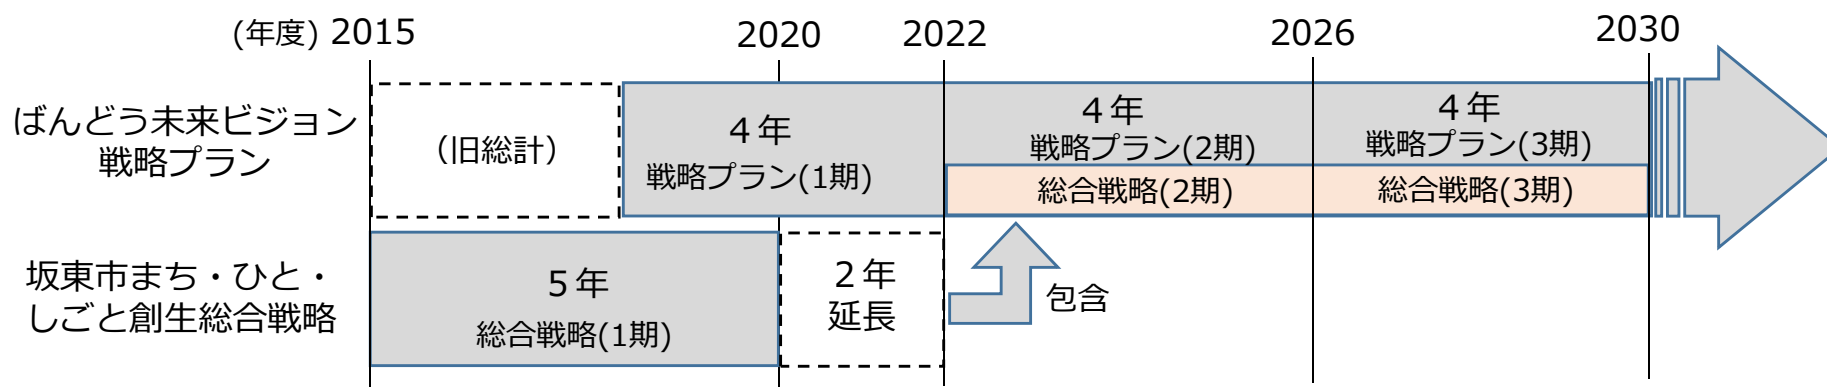 (年度) 2015 2020 2022 2026 2030
ばんどう未来ビジョン
戦略プラン
（旧総計）
４年
戦略プラン(1期)
４年
戦略プラン(2期)
総合戦略(2期)
４年
戦略プラン(3期)
総合戦略(3期)
坂東市まち・ひと・
しごと創生総合戦略
５年
総合戦略(1期)
２年
延長
包含